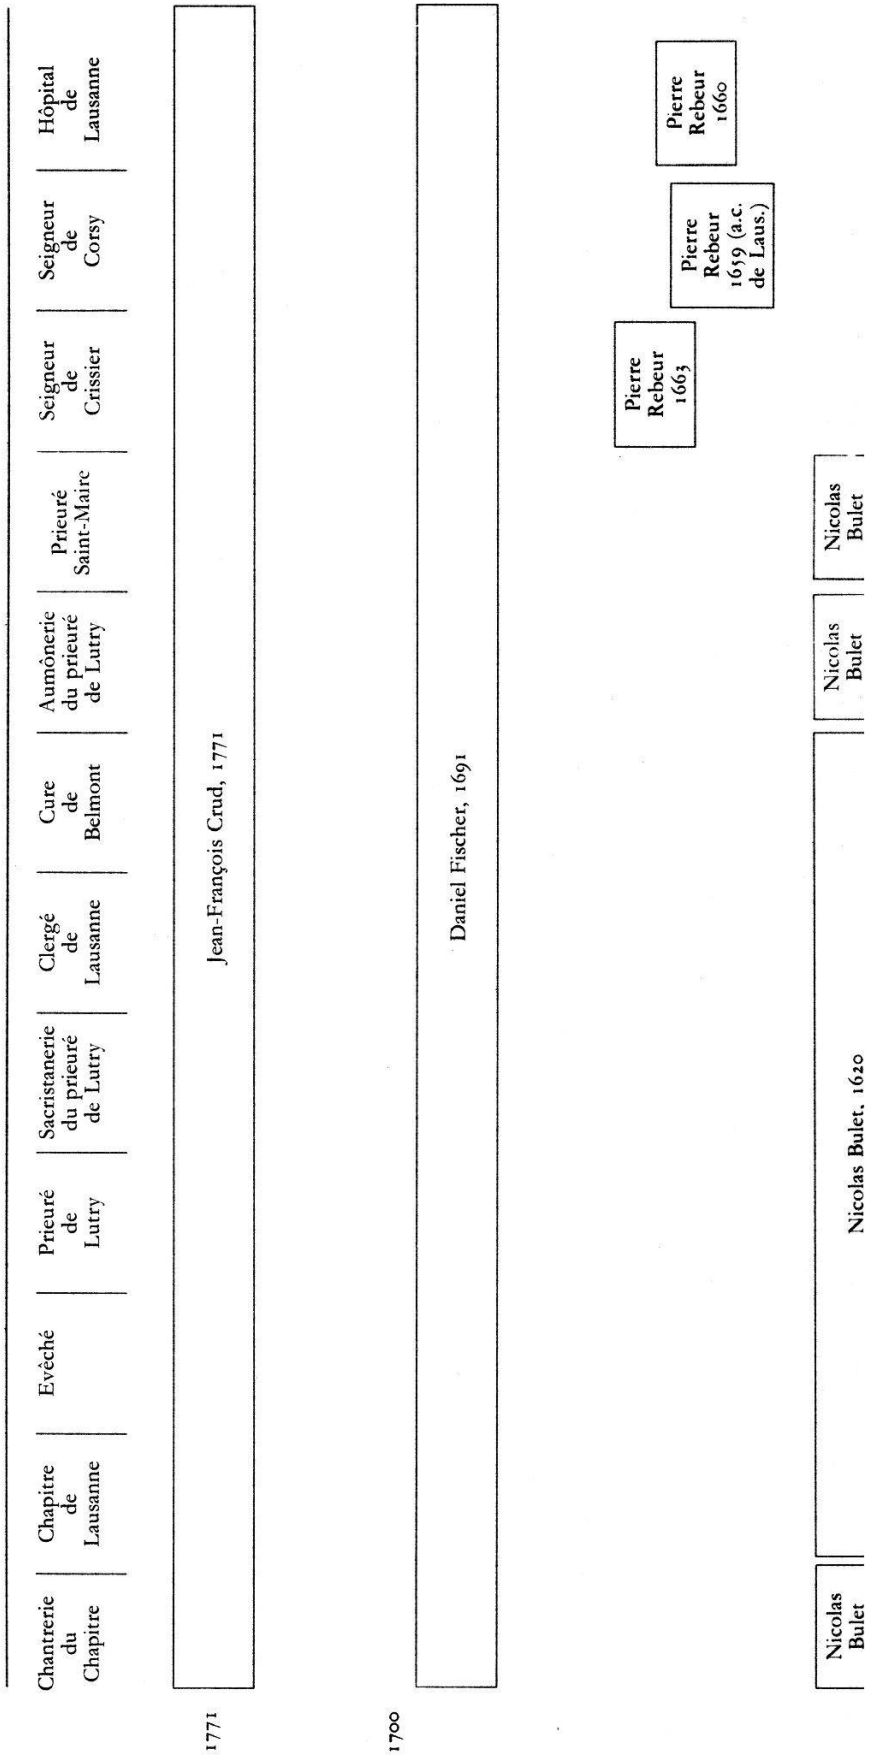 Chantrerie
du
Chapitre
Chapitre
de
Lausanne
Evêché
Prieuré
de
Lutry
Sacristanerie
du prieuré
de Lutry
Clergé
de
Lausanne
Cure
de
Belmont
Aumônerie
du prieuré
de Lutry
Prieuré
Saint-Maire
Seigneur
de
Crissier
Seigneur
de
Corsy
Hôpital
de
Lausanne
1771
Jean-François Crud, 1771
1700
Daniel Fischer, 1691
Pierre
Rebeur
1663
Pierre
Rebeur
1659 (a.c.
de Laus.)
Pierre
Rebeur
1660
Nicolas
Bulet
Nicolas Bulet. 1620
Nicolas
Bulet
Nicolas
Bulet